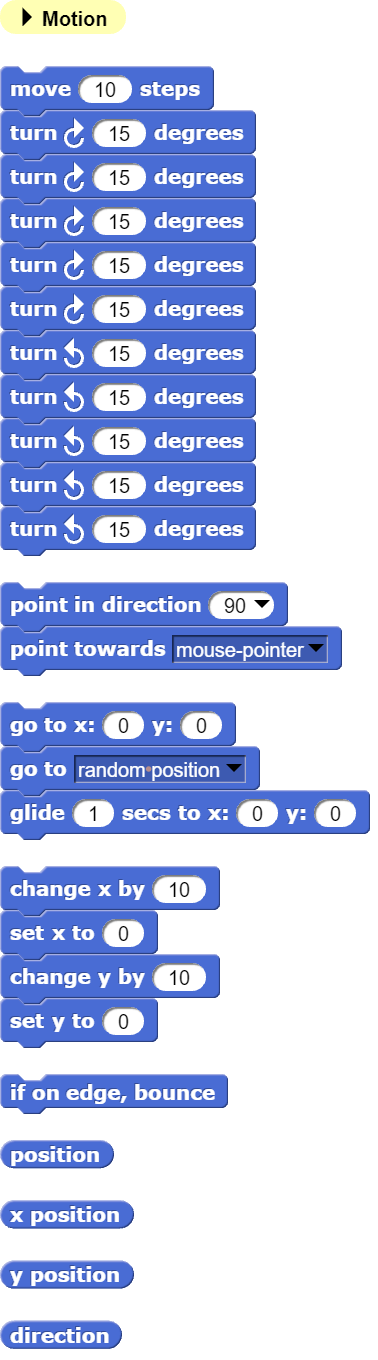 Motion
move 10 steps
turn 15 degrees
turn 15 degrees
turn 15 degrees
turn 15 degrees
turn 15 degrees
turn 15 degrees
turn 15 degrees
turn 15 degrees
turn 15 degrees
turn 15 degrees
point in direction 90
point towards mouse-pointer
go to x: 0 y: 0
go to random position
glide 1 secs to x: 0 y: 0
change x by 10
set x to 0
change y by 10
set y to 0
if on edge, bounce
position
x position
y position
direction